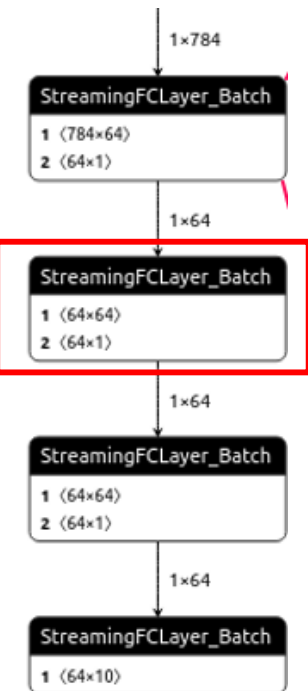 1×784
StreamingFCLayer_Batch
1 ⟨784×64⟩
2 ⟨64×1⟩
1×64
StreamingFCLayer_Batch
1 ⟨64×64⟩
2 ⟨64×1⟩
1×64
StreamingFCLayer_Batch
1 ⟨64×64⟩
2 ⟨64×1⟩
1×64
StreamingFCLayer_Batch
1 ⟨64×10⟩